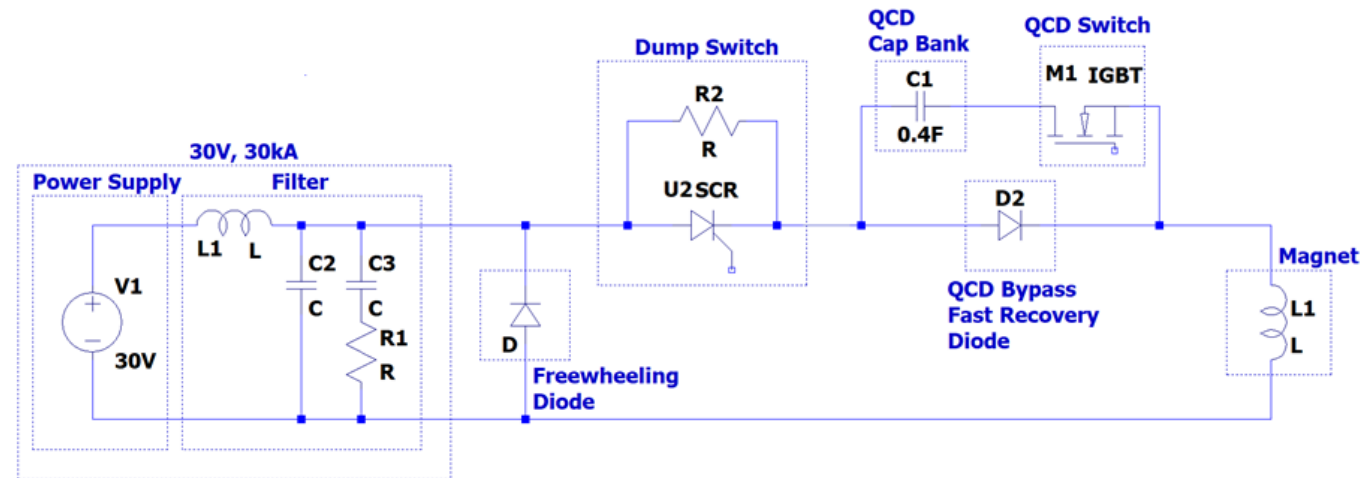 QCD
Cap Bank
QCD Switch
Dump Switch
C1
M1 IGBT
R2
0.4F
R
30V, 30kA
Power Supply
Filter
U2 SCR
D2
L1
L
C2
C3
Magnet
V1
QCD Bypass
Fast Recovery
Diode
L1
C
C
R1
D
L
30V
R
Freewheeling
Diode